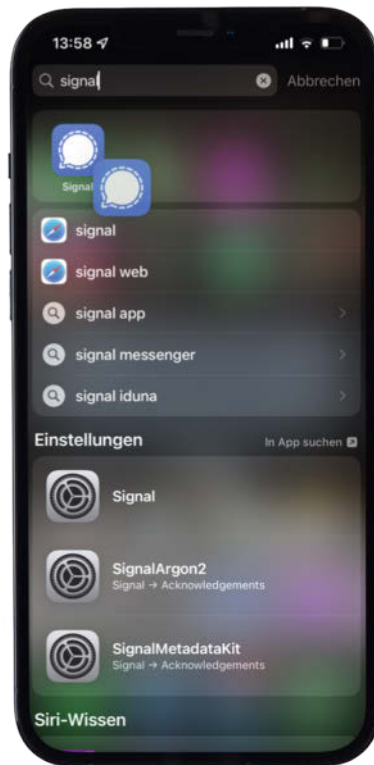 13:58
signal
Abbrechen
Signal
signal
signal web
signal app
signal messenger
signal iduna
Einstellungen
In App suchen
Signal
SignalArgon2
Signal → Acknowledgements
SignalMetadataKit
Signal → Acknowledgements
Siri-Wissen